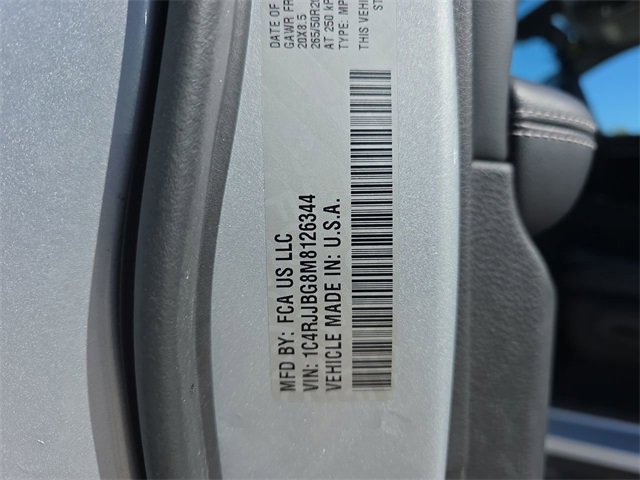 MFD BY: FCA US LLC
VIN: 1C4RJJBG8M8126344
VEHICLE MADE IN: U.S.A.
DATE OF
GAWR FR
20X8.5
265/50R20
AT 250 kP
TYPE: MP
THIS VEHI
ST